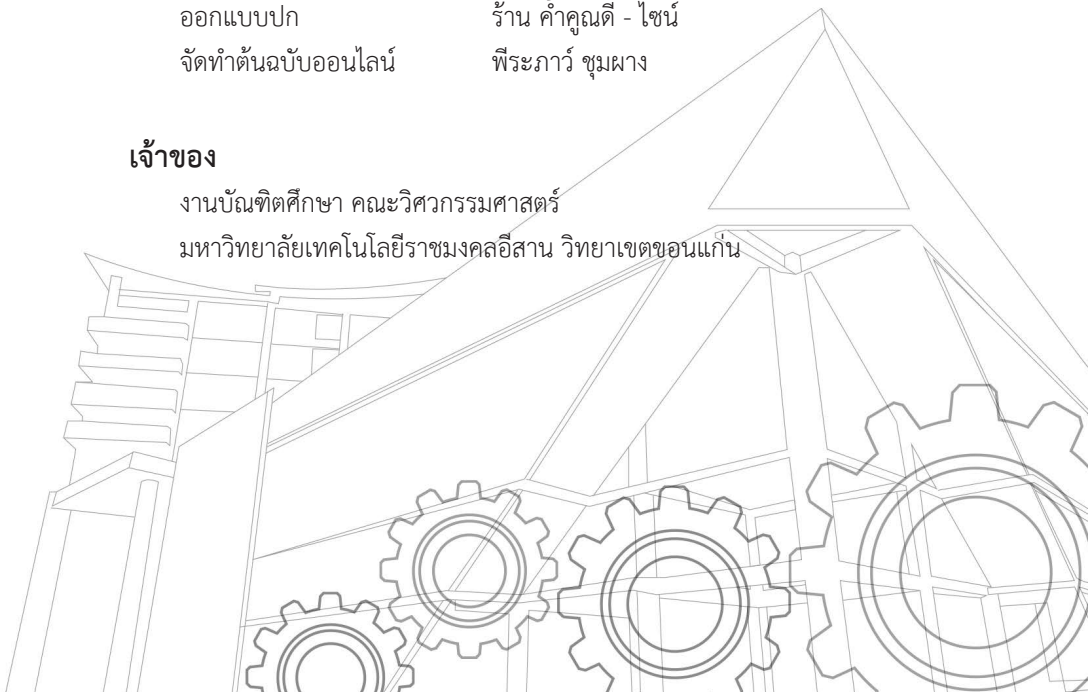 ออกแบบปก ร้าน ค้ำคูณดี - ไซน์
จัดทำต้นฉบับออนไลน์ พีระภาว์ ชุมผาง
เจ้าของ
งานบัณฑิตศึกษา คณะวิศวกรรมศาสตร์
มหาวิทยาลัยเทคโนโลยีราชมงคลอีสาน วิทยาเขตขอนแก่น